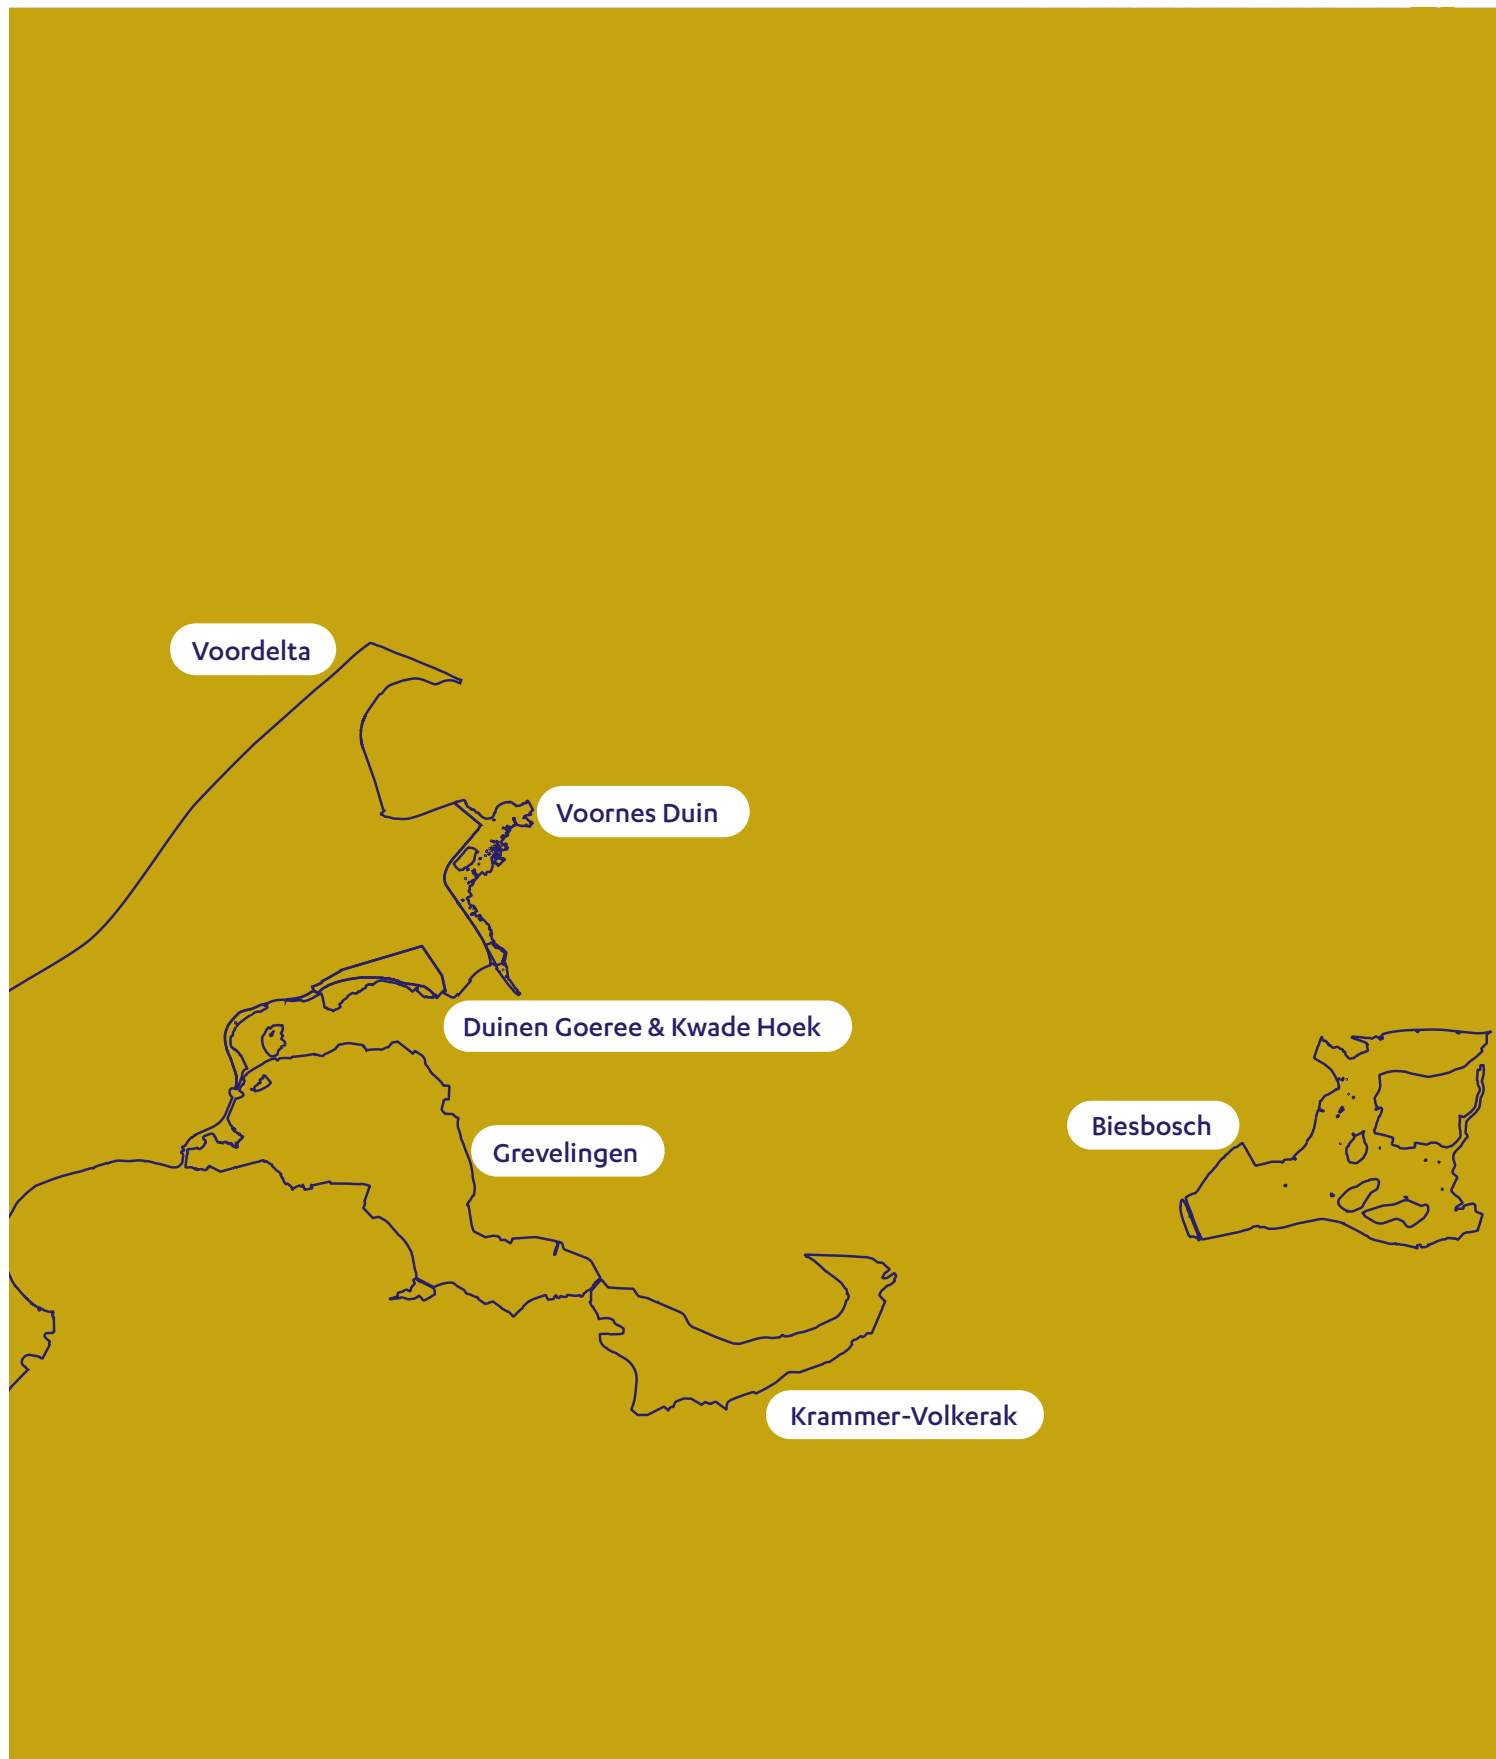 Voordelta
Voornes Duin
Duinen Goeree & Kwade Hoek
Biesbosch
Grevelingen
Krammer-Volkerak